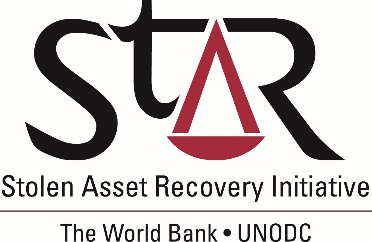 StAR
Stolen Asset Recovery Initiative
The World Bank • UNODC